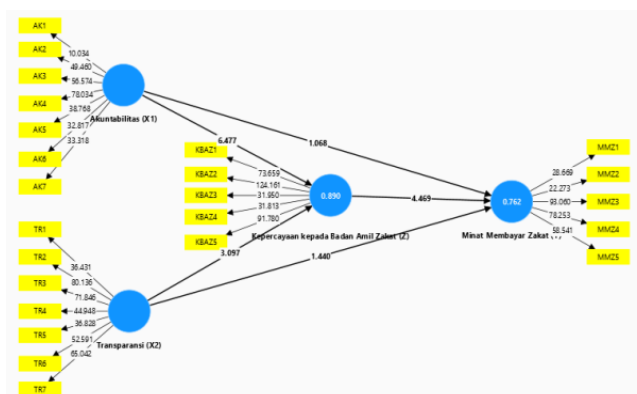 AK1
AK2
AK3
AK4
AK5
AK6
AK7
10.034
49.460
56.574
78.034
38.768
32.817
33.318
Akuntabilitas (X1)
6.477
1.068
KBAZ1
KBAZ2
KBAZ3
KBAZ4
KBAZ5
73.659
124.161
31.950
31.813
91.780
0.890
Kepercayaan kepada Badan Amil Zakat (Z)
4.469
0.762
Minat Membayar Zakat
MMZ1
MMZ2
MMZ3
MMZ4
MMZ5
28.669
22.273
93.060
78.253
58.541
3.097
1.440
TR1
TR2
TR3
TR4
TR5
TR6
TR7
36.431
80.136
71.846
44.948
36.828
52.591
65.042
Transparansi (X2)